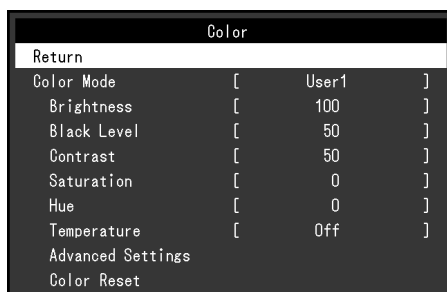 Color
Return
Color Mode [ User1 ]
Brightness [ 100 ]
Black Level [ 50 ]
Contrast [ 50 ]
Saturation [ 0 ]
Hue [ 0 ]
Temperature [ Off ]
Advanced Settings
Color Reset